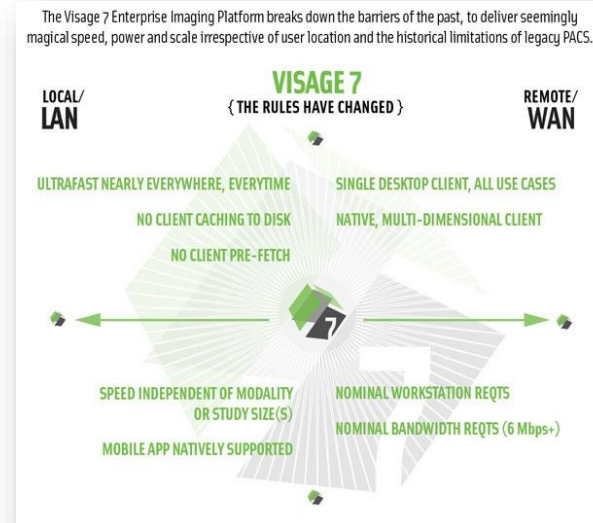 The Visage 7 Enterprise Imaging Platform breaks down the barriers of the past, to deliver seemingly
magical speed, power and scale irrespective of user location and the historical limitations of legacy PACS.
VISAGE 7
{ THE RULES HAVE CHANGED }
LOCAL/
LAN
REMOTE/
WAN
ULTRAFAST NEARLY EVERYWHERE, EVERYTIME
NO CLIENT CACHING TO DISK
NO CLIENT PRE-FETCH
SINGLE DESKTOP CLIENT, ALL USE CASES
NATIVE, MULTI-DIMENSIONAL CLIENT
7
SPEED INDEPENDENT OF MODALITY
OR STUDY SIZE(S)
MOBILE APP NATIVELY SUPPORTED
NOMINAL WORKSTATION REQTS
NOMINAL BANDWIDTH REQTS (6 Mbps+)
7